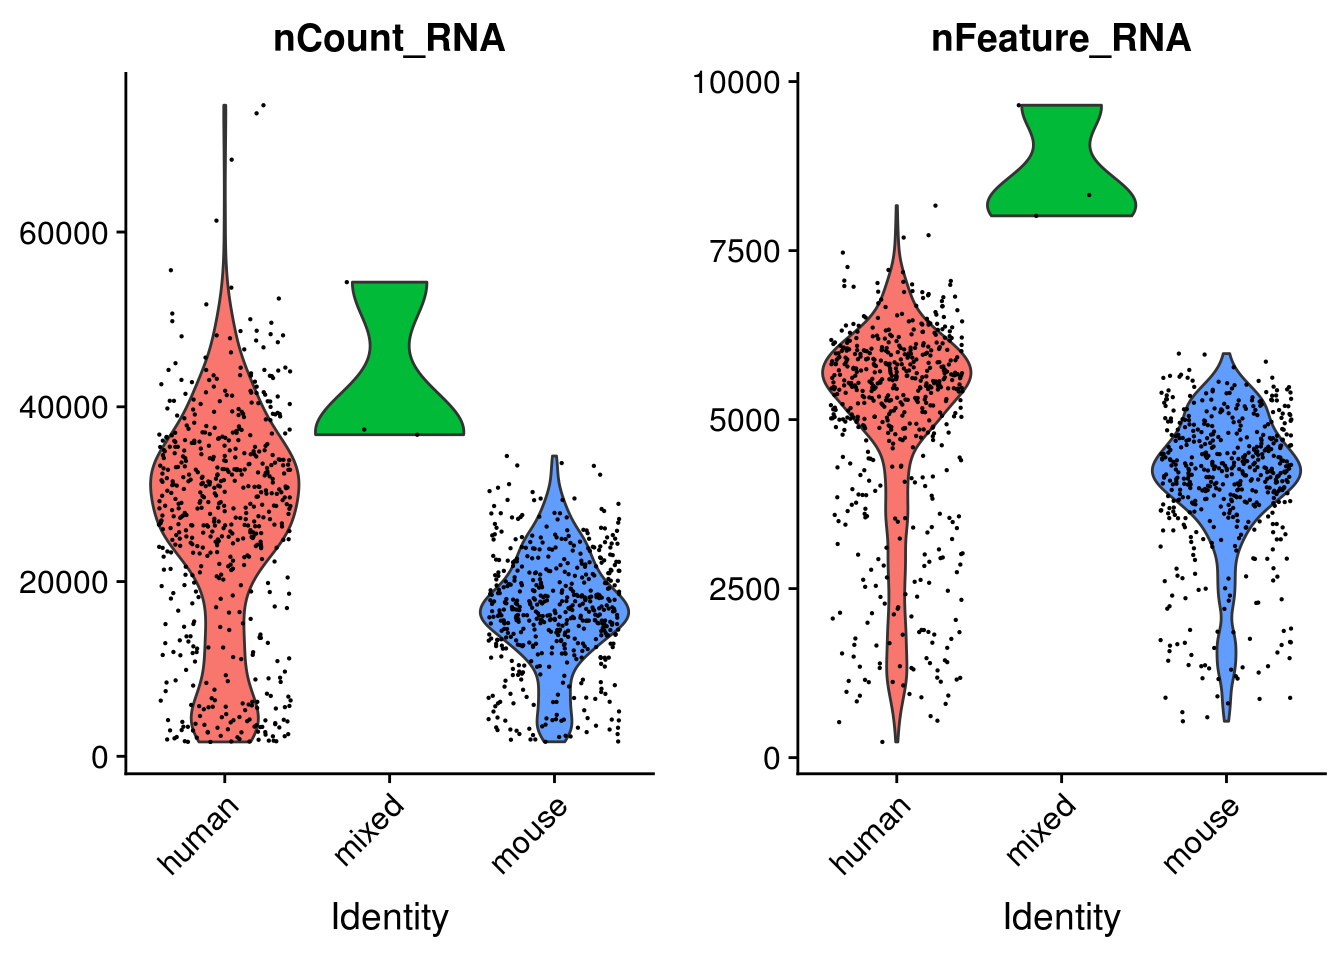 nCount_RNA
60000
40000
20000
0
human
mixed
mouse
Identity
nFeature_RNA
10000
7500
5000
2500
0
human
mixed
mouse
Identity